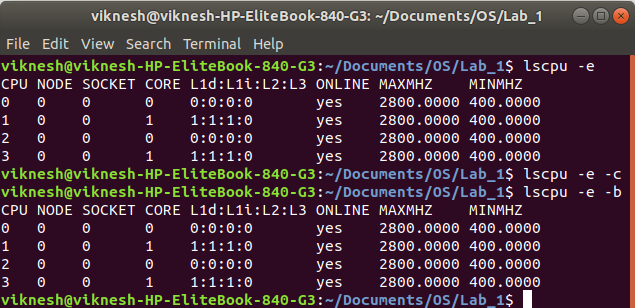 viknesh@viknesh-HP-EliteBook-840-G3: ~/Documents/OS/Lab_1
File Edit View Search Terminal Help
viknesh@viknesh-HP-EliteBook-840-G3:~/Documents/OS/Lab_1$ lscpu -e
CPU NODE SOCKET CORE L1d:L1i:L2:L3 ONLINE MAXMHZ    MINMHZ
0   0    0      0    0:0:0:0       yes    2800.0000 400.0000
1   0    0      1    1:1:1:0       yes    2800.0000 400.0000
2   0    0      0    0:0:0:0       yes    2800.0000 400.0000
3   0    0      1    1:1:1:0       yes    2800.0000 400.0000
viknesh@viknesh-HP-EliteBook-840-G3:~/Documents/OS/Lab_1$ lscpu -e -c
viknesh@viknesh-HP-EliteBook-840-G3:~/Documents/OS/Lab_1$ lscpu -e -b
CPU NODE SOCKET CORE L1d:L1i:L2:L3 ONLINE MAXMHZ    MINMHZ
0   0    0      0    0:0:0:0       yes    2800.0000 400.0000
1   0    0      1    1:1:1:0       yes    2800.0000 400.0000
2   0    0      0    0:0:0:0       yes    2800.0000 400.0000
3   0    0      1    1:1:1:0       yes    2800.0000 400.0000
viknesh@viknesh-HP-EliteBook-840-G3:~/Documents/OS/Lab_1$